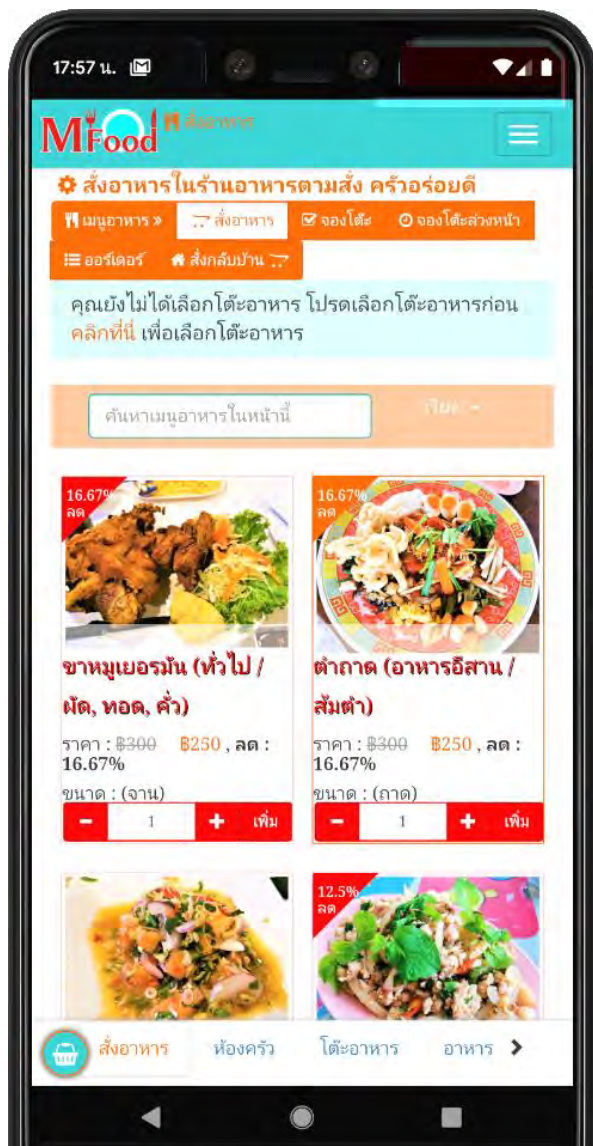 17:57 น.
MFood สั่งอาหาร
สั่งอาหารในร้านอาหารตามสั่ง ครัวอร่อยดี
เมนูอาหาร » สั่งอาหาร จองโต๊ะ จองโต๊ะล่วงหน้า
ออร์เดอร์ สั่งกลับบ้าน
คุณยังไม่ได้เลือกโต๊ะอาหาร โปรดเลือกโต๊ะอาหารก่อน
คลิกที่นี่ เพื่อเลือกโต๊ะอาหาร
ค้นหาเมนูอาหารในหน้านี้
16.67%
ลด
ขาหมูเยอรมัน (ทั่วไป /
ผัด, ทอด, คั่ว)
ราคา : ฿300 ฿250 , ลด :
16.67%
ขนาด : (จาน)
- 1 + เพิ่ม
16.67%
ลด
ตำถาด (อาหารอีสาน /
ส้มตำ)
ราคา : ฿300 ฿250 , ลด :
16.67%
ขนาด : (ถาด)
- 1 + เพิ่ม
12.5%
ลด
สั่งอาหาร ห้องครัว โต๊ะอาหาร อาหาร